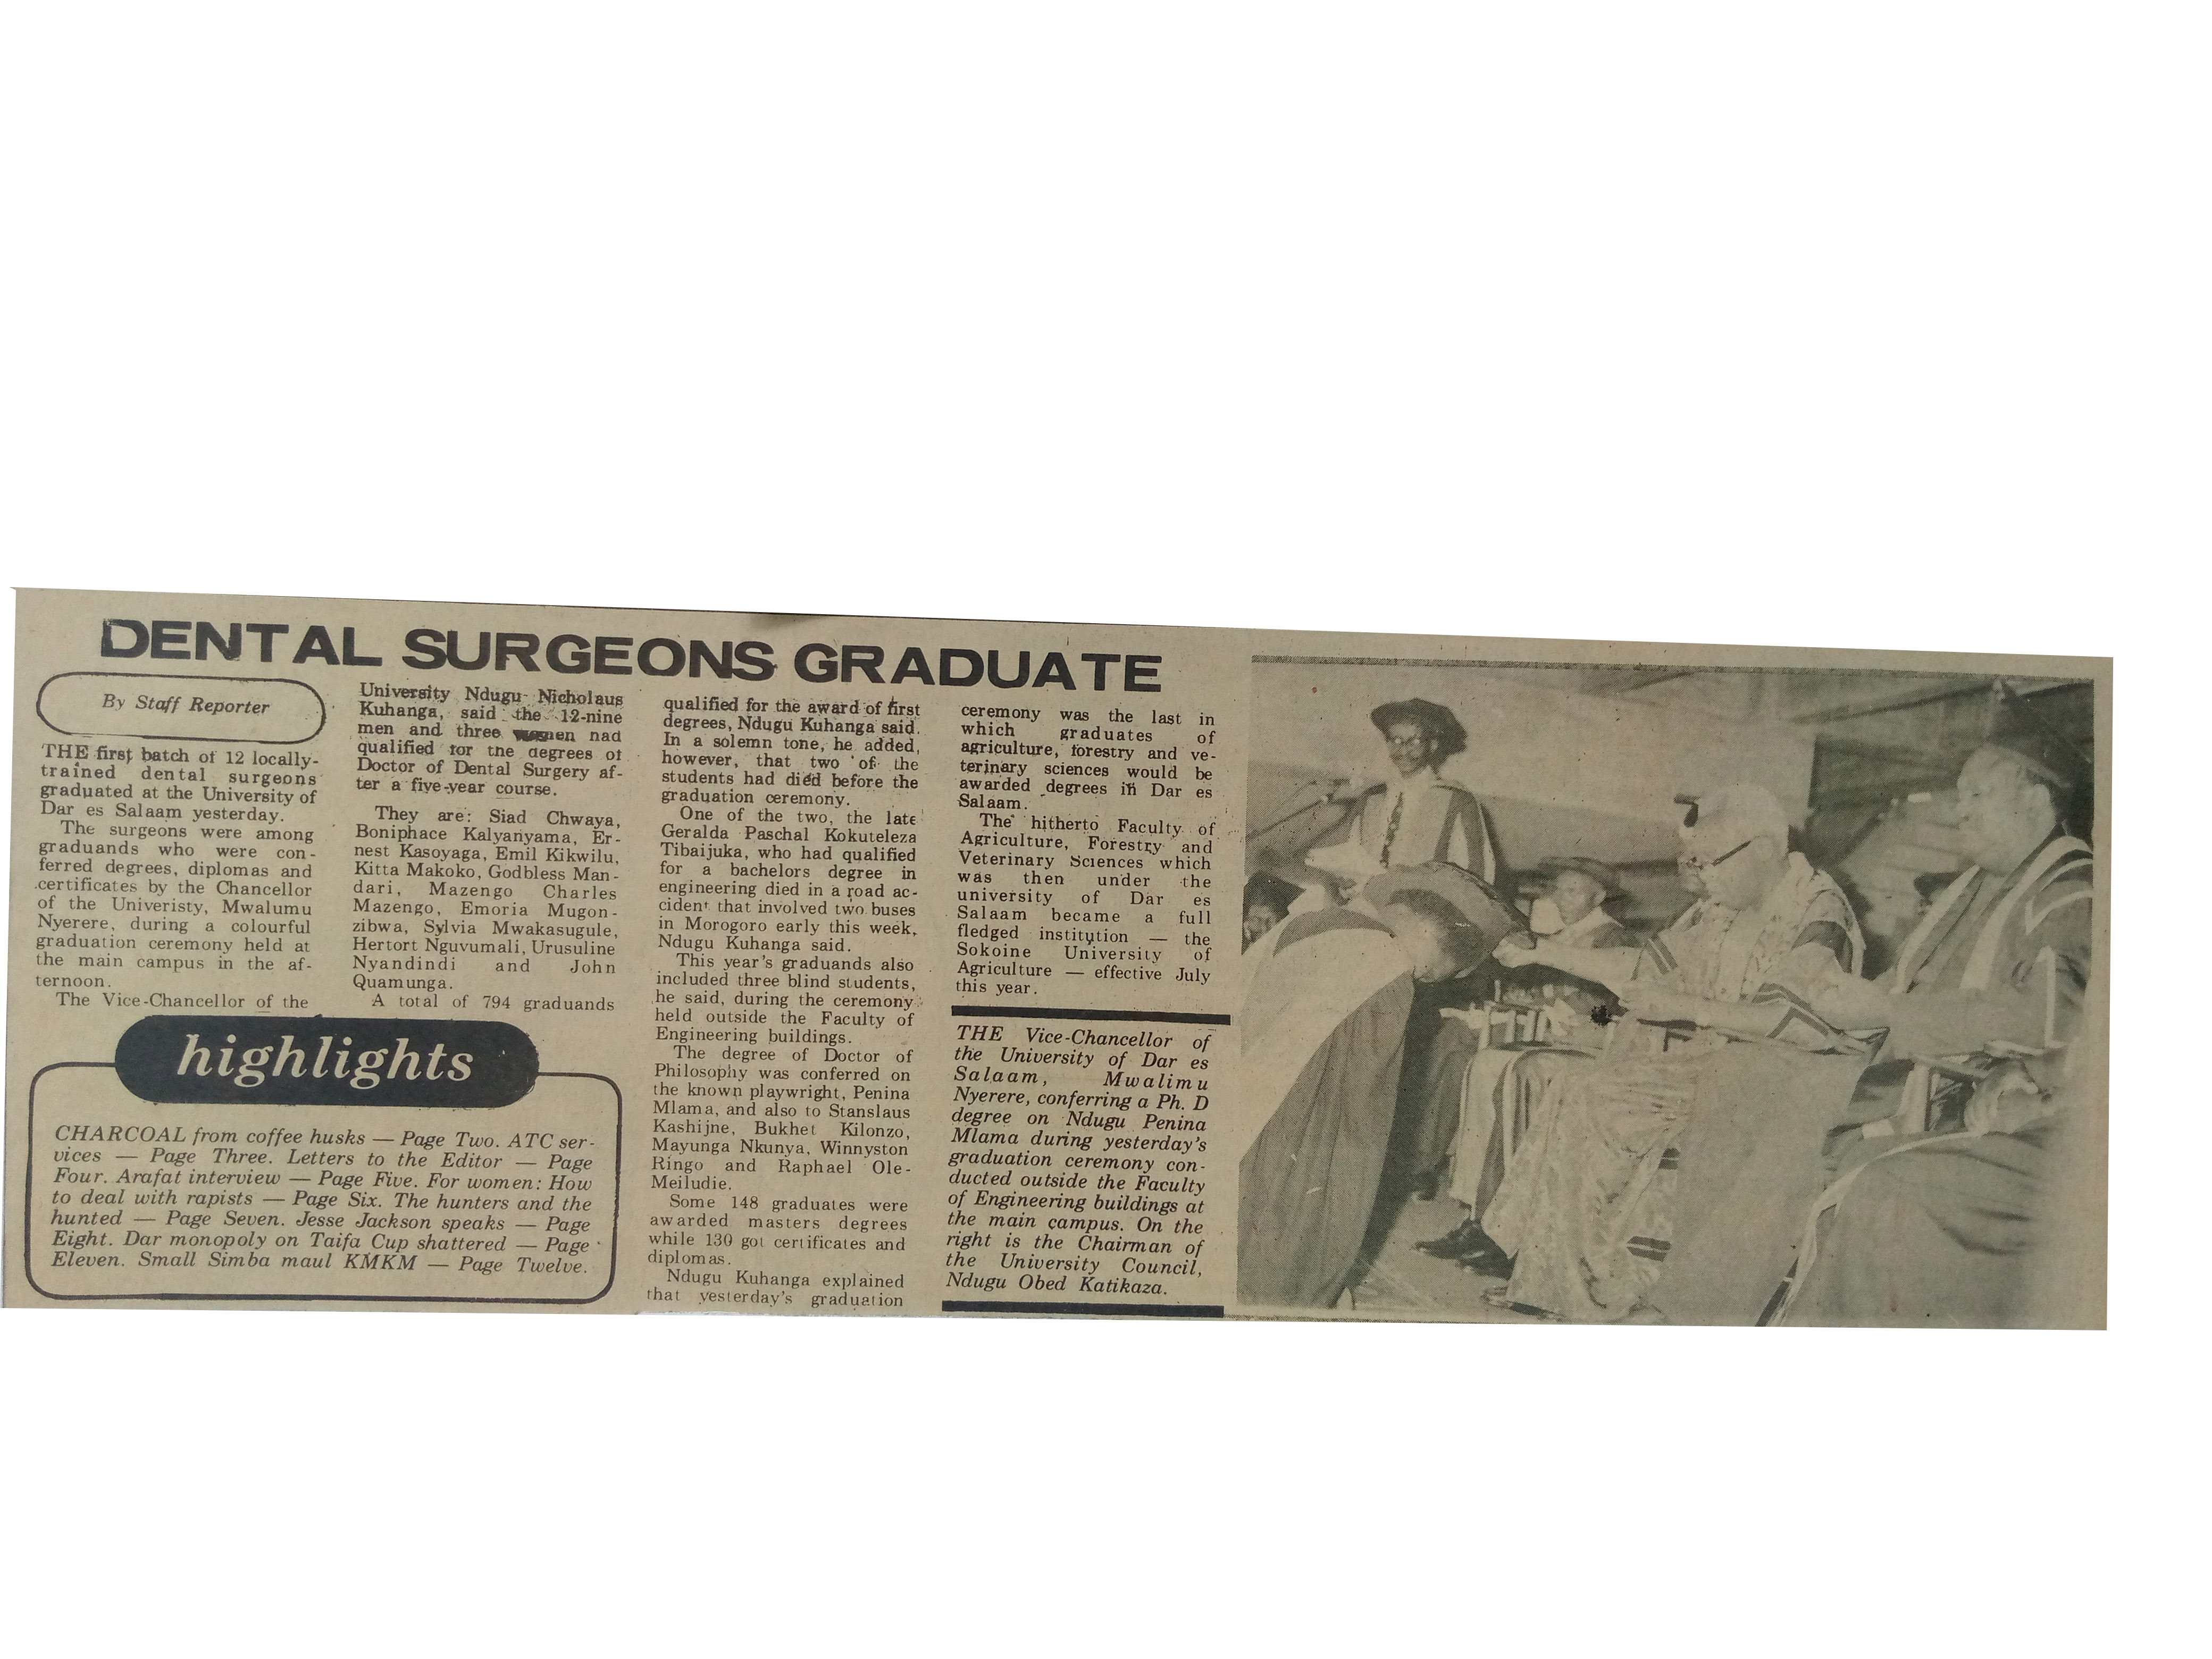 DENTAL SURGEONS GRADUATE
By Staff Reporter
THE first batch of 12 locally-
trained dental surgeons
graduated at the University of
Dar es Salaam yesterday.
The surgeons were among
graduands who were con-
ferred degrees, diplomas and
certificates by the Chancellor
of the Univeristy, Mwalumu
Nyerere, during a colourful
graduation ceremony held at
the main campus in the af-
ternoon.
The Vice-Chancellor of the
University Ndugu Nicholaus
Kuhanga, said the 12-nine
men and three women had
qualified for the degrees of
Doctor of Dental Surgery af-
ter a five-year course.
They are: Siad Chwaya,
Boniphace Kalyanyama, Er-
nest Kasoyaga, Emil Kikwilu,
Kitta Makoko, Godbless Man-
dari, Mazengo Charles
Mazengo, Emoria Mugon-
zibwa, Sylvia Mwakasugule,
Hertort Nguvumali, Urusuline
Nyandindi and John
Quamunga.
A total of 794 graduands
qualified for the award of first
degrees, Ndugu Kuhanga said.
In a solemn tone, he added,
however, that two of the
students had died before the
graduation ceremony.
One of the two, the late
Geralda Paschal Kokuteleza
Tibaijuka, who had qualified
for a bachelors degree in
engineering died in a road ac-
cident that involved two buses
in Morogoro early this week,
Ndugu Kuhanga said.
This year's graduands also
included three blind students,
he said, during the ceremony
held outside the Faculty of
Engineering buildings.
The degree of Doctor of
Philosophy was conferred on
the known playwright, Penina
Mlama, and also to Stanslaus
Kashijne, Bukhet Kilonzo,
Mayunga Nkunya, Winnyston
Ringo and Raphael Ole-
Meiludie.
Some 148 graduates were
awarded masters degrees
while 130 got certificates and
diplomas.
Ndugu Kuhanga explained
that yesterday's graduation
ceremony was the last in
which graduates of
agriculture, forestry and ve-
terinary sciences would be
awarded degrees in Dar es
Salaam.
The hitherto Faculty of
Agriculture, Forestry and
Veterinary Sciences which
was then under the
university of Dar es
Salaam became a full
fledged institution — the
Sokoine University of
Agriculture — effective July
this year.
THE Vice-Chancellor of
the University of Dar es
Salaam, Mwalimu
Nyerere, conferring a Ph. D
degree on Ndugu Penina
Mlama during yesterday's
graduation ceremony con-
ducted outside the Faculty
of Engineering buildings at
the main campus. On the
right is the Chairman of
the University Council,
Ndugu Obed Katikaza.
highlights
CHARCOAL from coffee husks — Page Two. ATC ser-
vices — Page Three. Letters to the Editor — Page
Four. Arafat interview — Page Five. For women: How
to deal with rapists — Page Six. The hunters and the
hunted — Page Seven. Jesse Jackson speaks — Page
Eight. Dar monopoly on Taifa Cup shattered — Page
Eleven. Small Simba maul KMKM — Page Twelve.